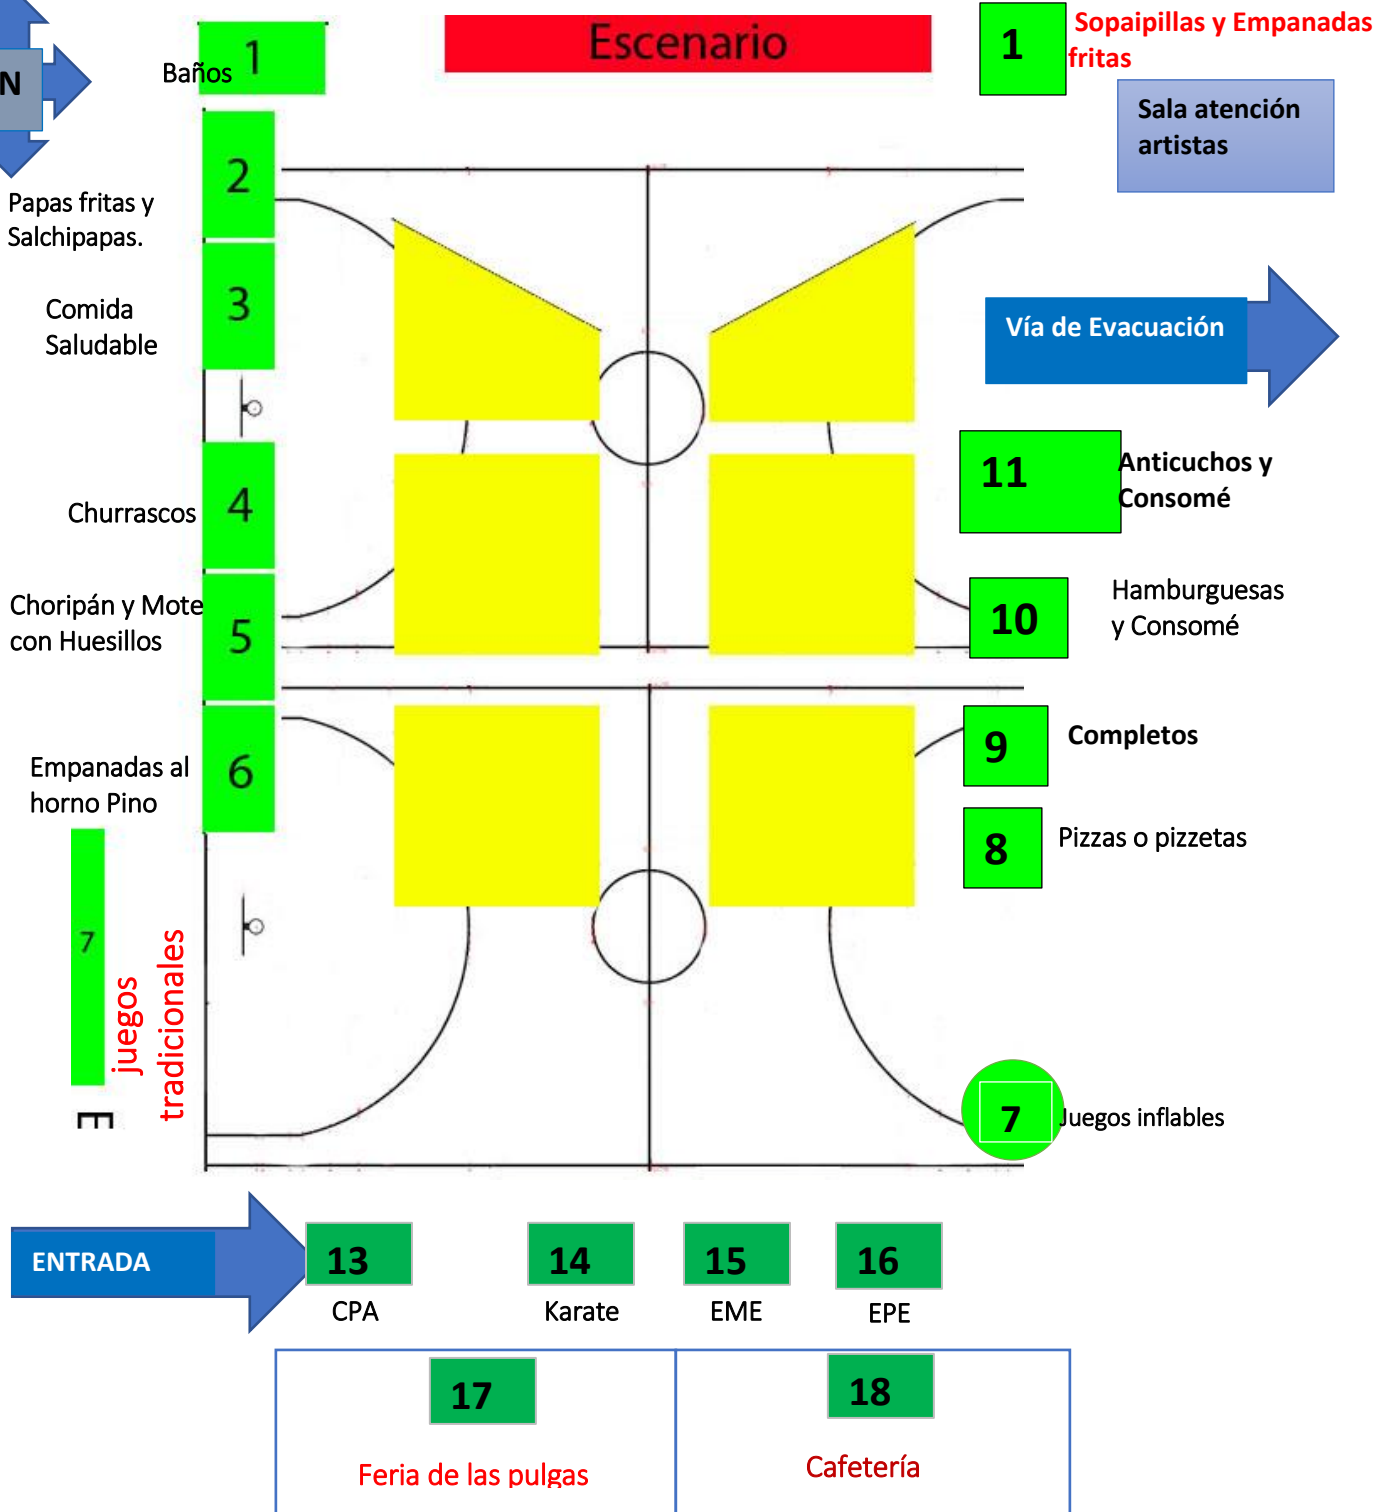 N
Baños
1
Escenario
1
Sopaipillas y Empanadas
fritas
Sala atención
artistas
2
Papas fritas y
Salchipapas.
3
Comida
Saludable
Vía de Evacuación
4
Churrascos
11
Anticuchos y
Consomé
5
Choripán y Mote
con Huesillos
10
Hamburguesas
y Consomé
6
Empanadas al
horno Pino
9
Completos
8
Pizzas o pizzetas
7
juegos
tradicionales
E
7
Juegos inflables
ENTRADA
13
14
15
16
CPA
Karate
EME
EPE
17
18
Feria de las pulgas
Cafetería